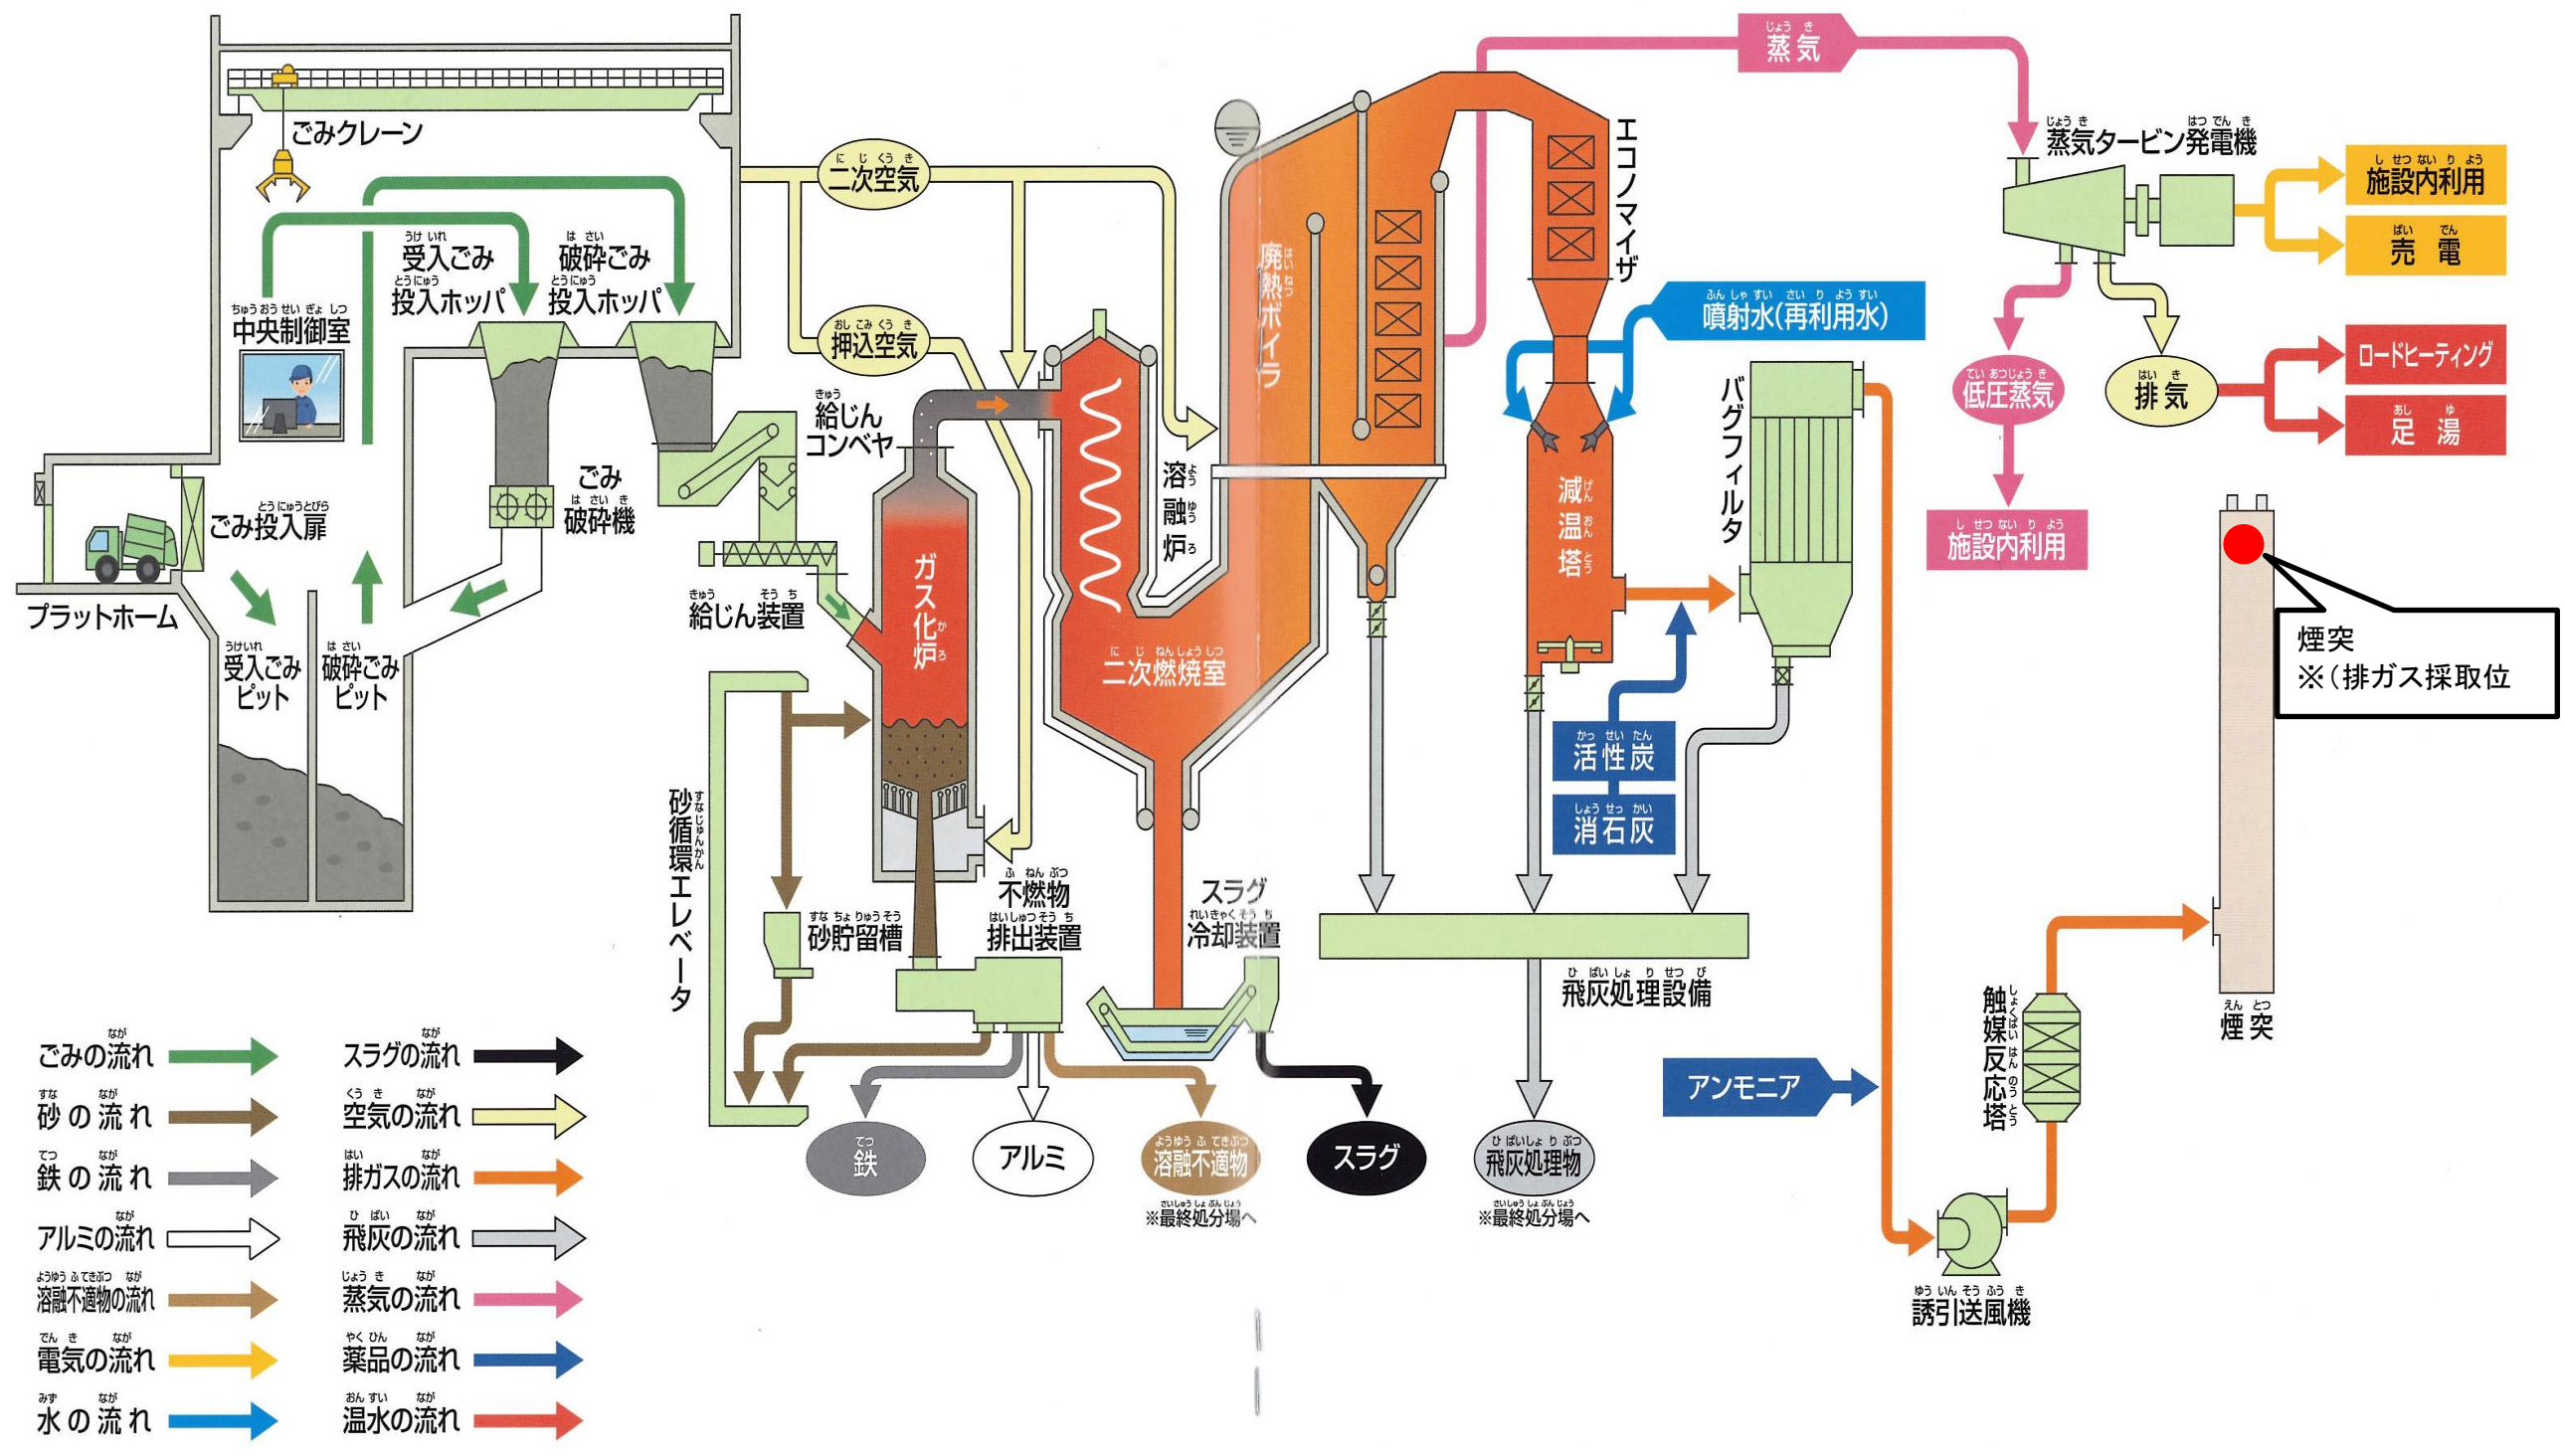 ごみクレーン
受入ごみ
投入ホッパ
破砕ごみ
投入ホッパ
中央制御室
ごみ投入扉
プラットホーム
受入ごみ
ピット
破砕ごみ
ピット
ごみ
破砕機
給じん
コンベヤ
給じん装置
二次空気
押込空気
ガス化炉
溶融炉
二次燃焼室
廃熱ボイラ
エコノマイザ
蒸気
蒸気タービン発電機
施設内利用
売電
低圧蒸気
施設内利用
排気
ロードヒーティング
足湯
噴射水(再利用水)
減温塔
バグフィルタ
活性炭
消石灰
砂循環エレベータ
砂貯留槽
不燃物
排出装置
スラグ
冷却装置
飛灰処理設備
鉄
アルミ
溶融不適物
※最終処分場へ
スラグ
飛灰処理物
※最終処分場へ
アンモニア
誘引送風機
触媒反応塔
煙突
煙突
※(排ガス採取位
ごみの流れ
砂の流れ
鉄の流れ
アルミの流れ
溶融不適物の流れ
電気の流れ
水の流れ
スラグの流れ
空気の流れ
排ガスの流れ
飛灰の流れ
蒸気の流れ
薬品の流れ
温水の流れ